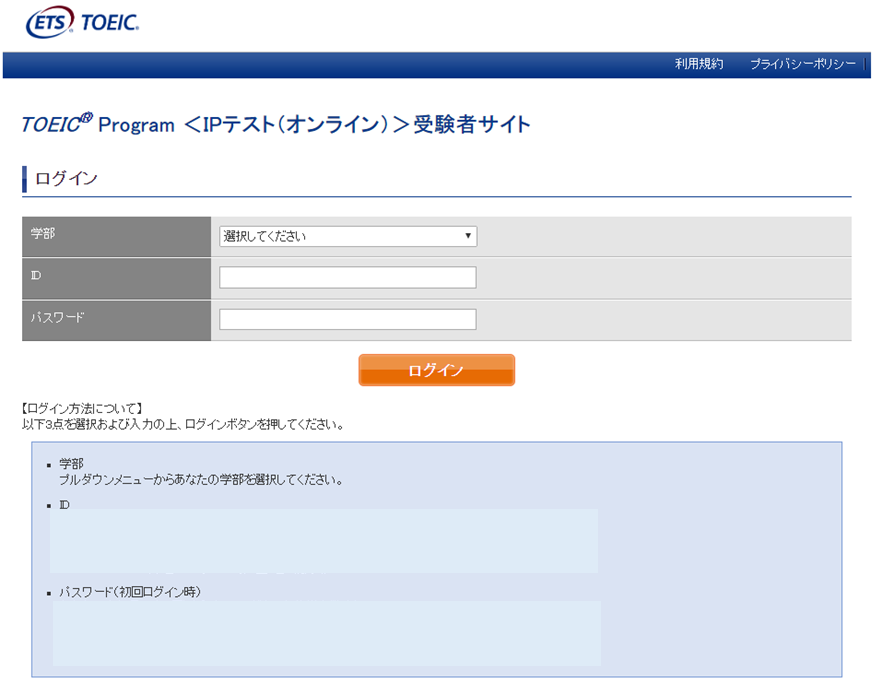 ETS® TOEIC®
利用規約 プライバシーポリシー
TOEIC® Program ＜IPテスト（オンライン）＞受験者サイト
ログイン
学部 選択してください ▼
ID
パスワード
ログイン
【ログイン方法について】
以下3点を選択および入力の上、ログインボタンを押してください。
▪ 学部
プルダウンメニューからあなたの学部を選択してください。
▪ ID
▪ パスワード（初回ログイン時）